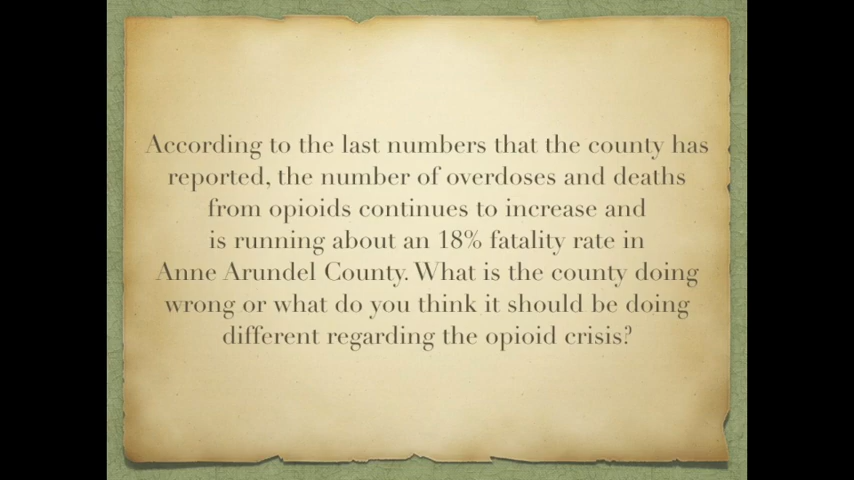 According to the last numbers that the county has
reported, the number of overdoses and deaths
from opioids continues to increase and
is running about an 18% fatality rate in
Anne Arundel County. What is the county doing
wrong or what do you think it should be doing
different regarding the opioid crisis?